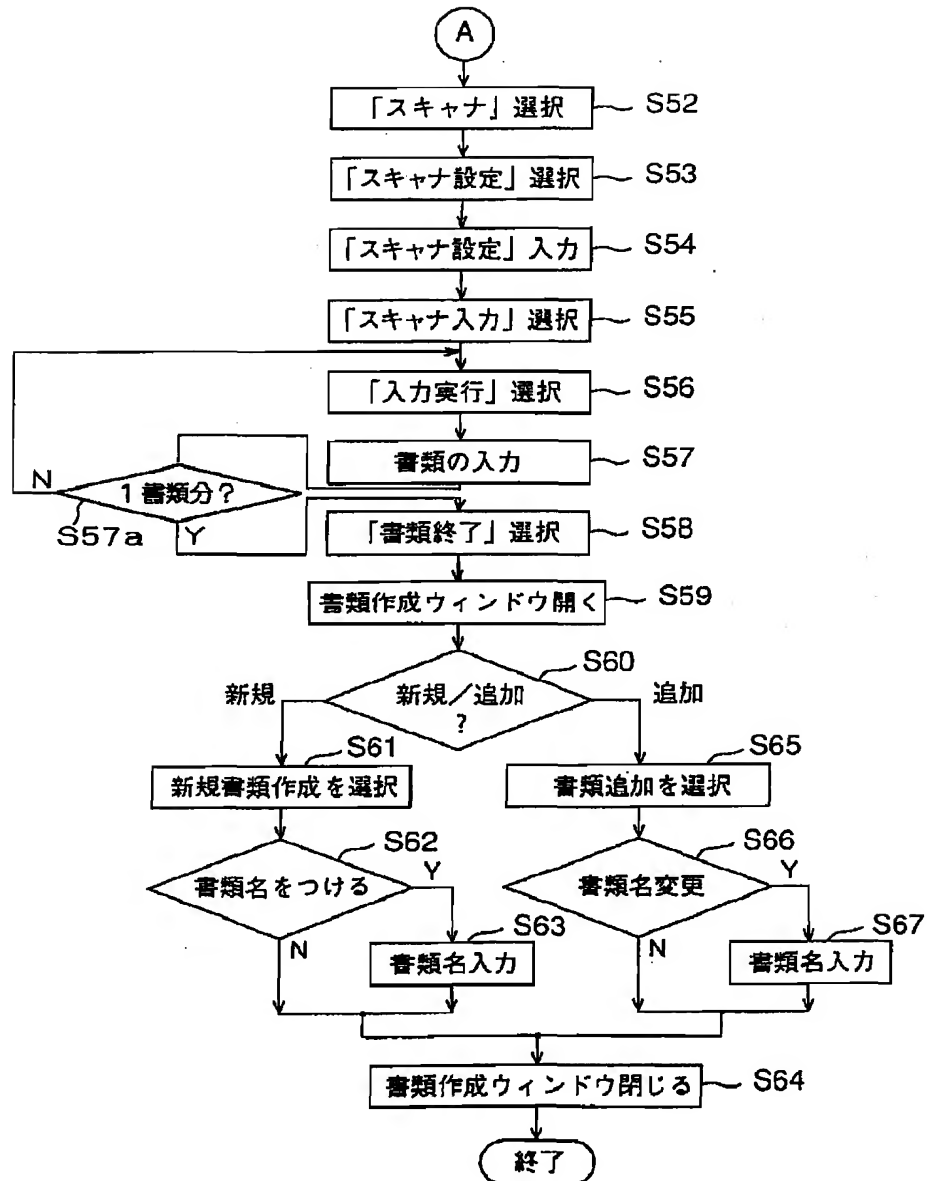 A
「スキャナ」選択 S52
「スキャナ設定」選択 S53
「スキャナ設定」入力 S54
「スキャナ入力」選択 S55
「入力実行」選択 S56
書類の入力 S57
N 1書類分?
S57a Y
「書類終了」選択 S58
書類作成ウィンドウ開く S59
S60
新規 新規/追加 追加
?
S61 S65
新規書類作成を選択 書類追加を選択
S62 S66
書類名をつける Y 書類名変更 Y
N S63 N S67
書類名入力 書類名入力
書類作成ウィンドウ閉じる S64
終了